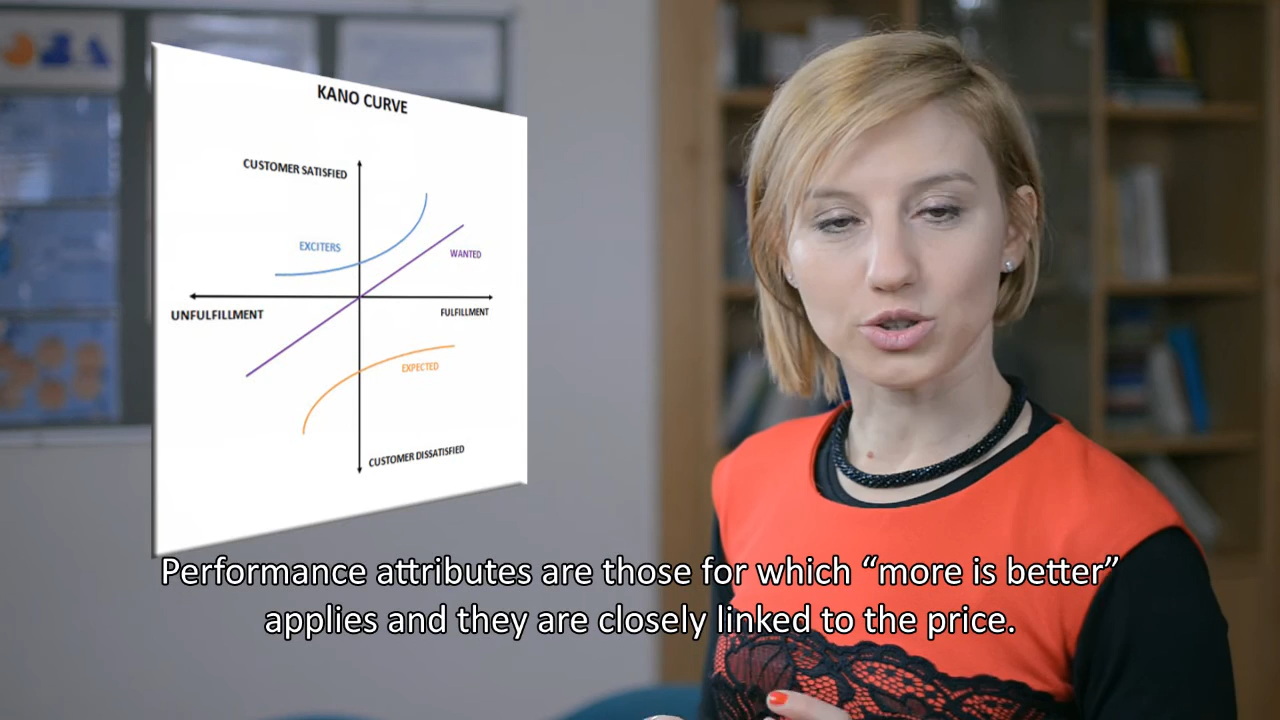 KANO CURVE
CUSTOMER SATISFIED
EXCITERS
WANTED
UNFULFILLMENT
FULFILLMENT
EXPECTED
CUSTOMER DISSATISFIED
Performance attributes are those for which “more is better”
applies and they are closely linked to the price.